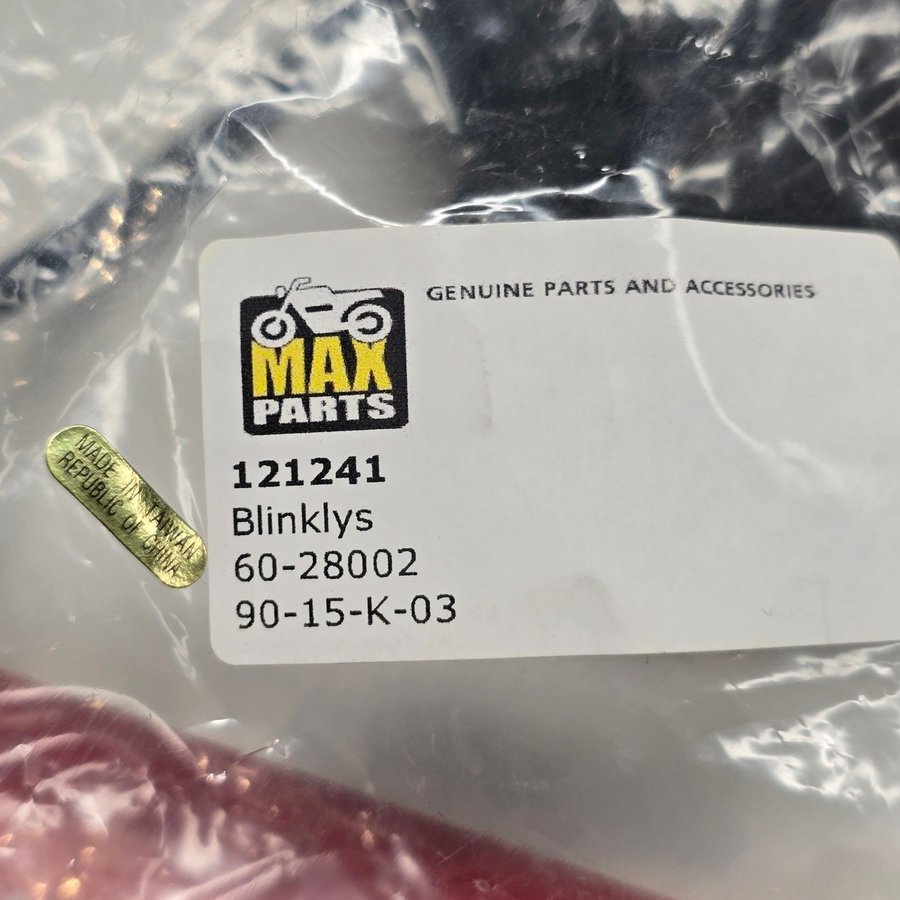 GENUINE PARTS AND ACCESSORIES
MAX
PARTS
121241
Blinklys
60-28002
90-15-K-03
MADE IN TAIWAN
REPUBLIC OF CHINA